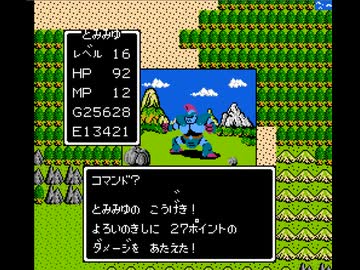 とみみゆ
レベル 16
HP 92
MP 12
G25628
E13421
コマンド?
とみみゆの こうげき!
よろいのきしに 27ポイントの
ダメージを あたえた!